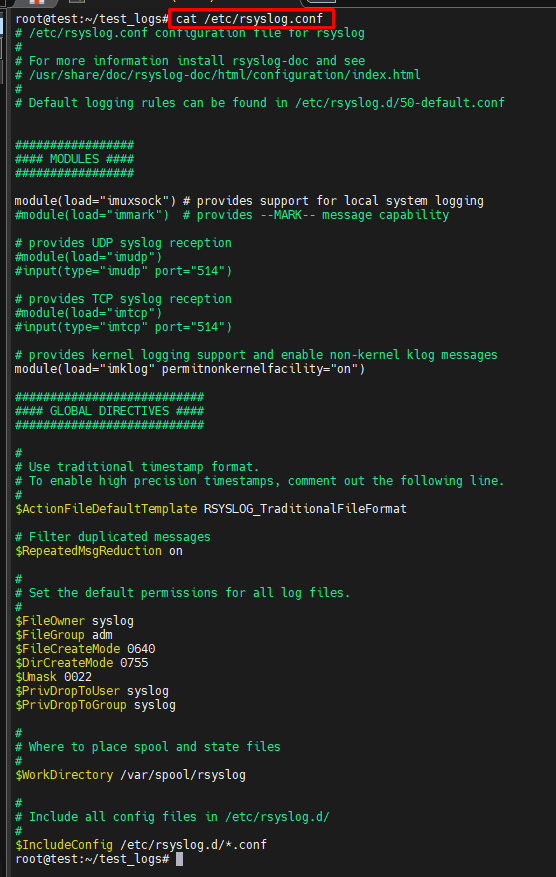 root@test:~/test_logs# cat /etc/rsyslog.conf
# /etc/rsyslog.conf configuration file for rsyslog
#
# For more information install rsyslog-doc and see
# /usr/share/doc/rsyslog-doc/html/configuration/index.html
#
# Default logging rules can be found in /etc/rsyslog.d/50-default.conf
#################
#### MODULES ####
#################
module(load="imuxsock") # provides support for local system logging
#module(load="immark")  # provides --MARK-- message capability
# provides UDP syslog reception
#module(load="imudp")
#input(type="imudp" port="514")
# provides TCP syslog reception
#module(load="imtcp")
#input(type="imtcp" port="514")
# provides kernel logging support and enable non-kernel klog messages
module(load="imklog" permitnonkernelfacility="on")
###########################
#### GLOBAL DIRECTIVES ####
###########################
#
# Use traditional timestamp format.
# To enable high precision timestamps, comment out the following line.
#
$ActionFileDefaultTemplate RSYSLOG_TraditionalFileFormat
# Filter duplicated messages
$RepeatedMsgReduction on
#
# Set the default permissions for all log files.
#
$FileOwner syslog
$FileGroup adm
$FileCreateMode 0640
$DirCreateMode 0755
$Umask 0022
$PrivDropToUser syslog
$PrivDropToGroup syslog
#
# Where to place spool and state files
#
$WorkDirectory /var/spool/rsyslog
#
# Include all config files in /etc/rsyslog.d/
#
$IncludeConfig /etc/rsyslog.d/*.conf
root@test:~/test_logs#